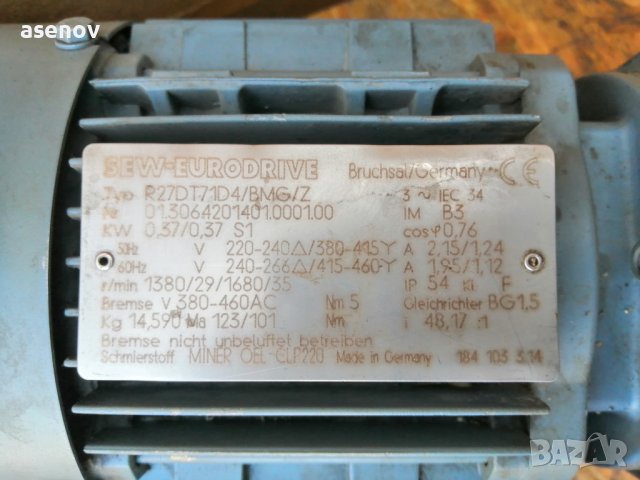 asenov
SEW-EURODRIVE Bruchsal/Germany CE
Typ R27DT71D4/BMG/Z 3 ~ IEC 34
Nr. 01.3064201401.0001.00 IM B3
KW 0,37/0,37 S1 cosφ 0,76
50Hz V 220-240△/380-415Y A 2,15/1,24
60Hz V 240-266△/415-460Y A 1,95/1,12
r/min 1380/29/1680/35 IP 54 Kl. F
Bremse V 380-460AC Nm 5 Gleichrichter BG1.5
Kg 14,590 Ma 123/101 Nm i 48,17 :1
Bremse nicht unbelüftet betreiben
Schmierstoff MINER OEL-CLP220 Made in Germany 184 103 3.14
BAZAR